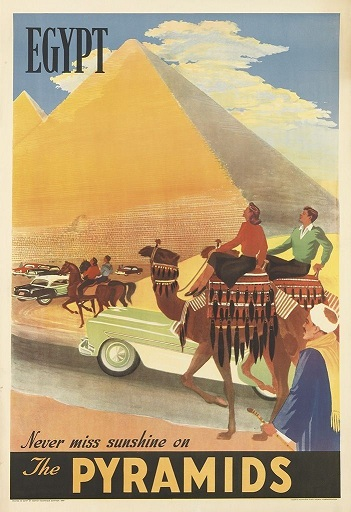 EGYPT
Never miss sunshine on
The PYRAMIDS